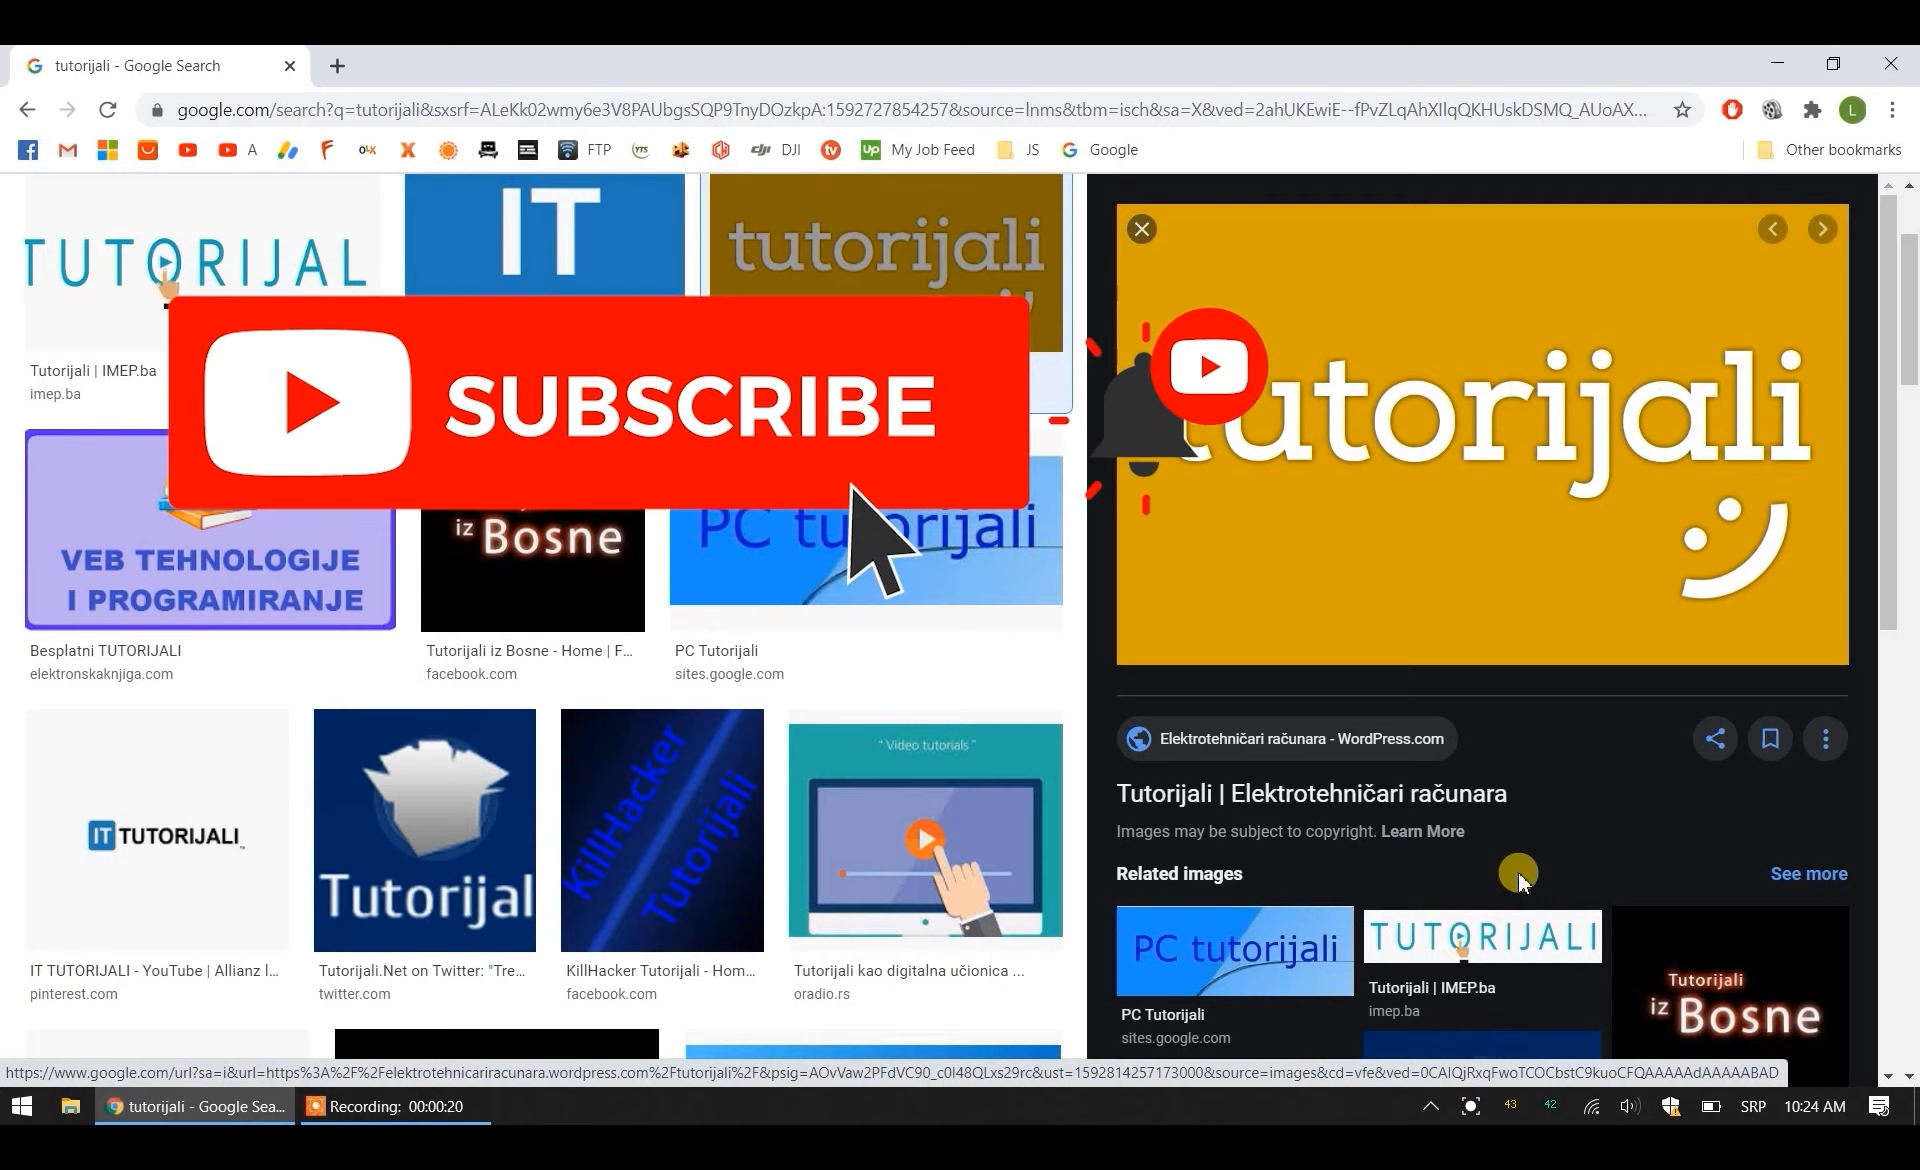 tutorijali - Google Search
google.com/search?q=tutorijali&sxsrf=ALeKk02wmy6e3V8PAUbgsSQP9TnyDOzkpA:1592727854257&source=lnms&tbm=isch&sa=X&ved=2ahUKEwiE--fPvZLqAhXIlqQKHUskDSMQ_AUoAX...
L
A
OLX
FTP
YTS
DJI
tv
Up
My Job Feed
JS
Google
Other bookmarks
TUTORIJAL
IT
tutorijali
Tutorijali | IMEP.ba
imep.ba
SUBSCRIBE
tutorijali
VEB TEHNOLOGIJE
I PROGRAMIRANJE
iz Bosne
PC tutorijali
Besplatni TUTORIJALI
elektronskaknjiga.com
Tutorijali iz Bosne - Home | F...
facebook.com
PC Tutorijali
sites.google.com
Elektrotehničari računara - WordPress.com
Tutorijali | Elektrotehničari računara
Images may be subject to copyright. Learn More
Related images
See more
IT TUTORIJALI
Tutorijal
KillHacker
Tutorijali
" Video tutorials "
IT TUTORIJALI - YouTube | Allianz l...
pinterest.com
Tutorijali.Net on Twitter: "Tre...
twitter.com
KillHacker Tutorijali - Hom...
facebook.com
Tutorijali kao digitalna učionica ...
oradio.rs
PC tutorijali
PC Tutorijali
sites.google.com
TUTORIJALI
Tutorijali | IMEP.ba
imep.ba
Tutorijali
iz Bosne
https://www.google.com/url?sa=i&url=https%3A%2F%2Felektrotehnicariracunara.wordpress.com%2Ftutorijali%2F&psig=AOvVaw2PFdVC90_c0l48QLxs29rc&ust=1592814257173000&source=images&cd=vfe&ved=0CAIQjRxqFwoTCOCbstC9kuoCFQAAAAAdAAAAABAD
tutorijali - Google Sea...
Recording: 00:00:20
43
42
SRP
10:24 AM